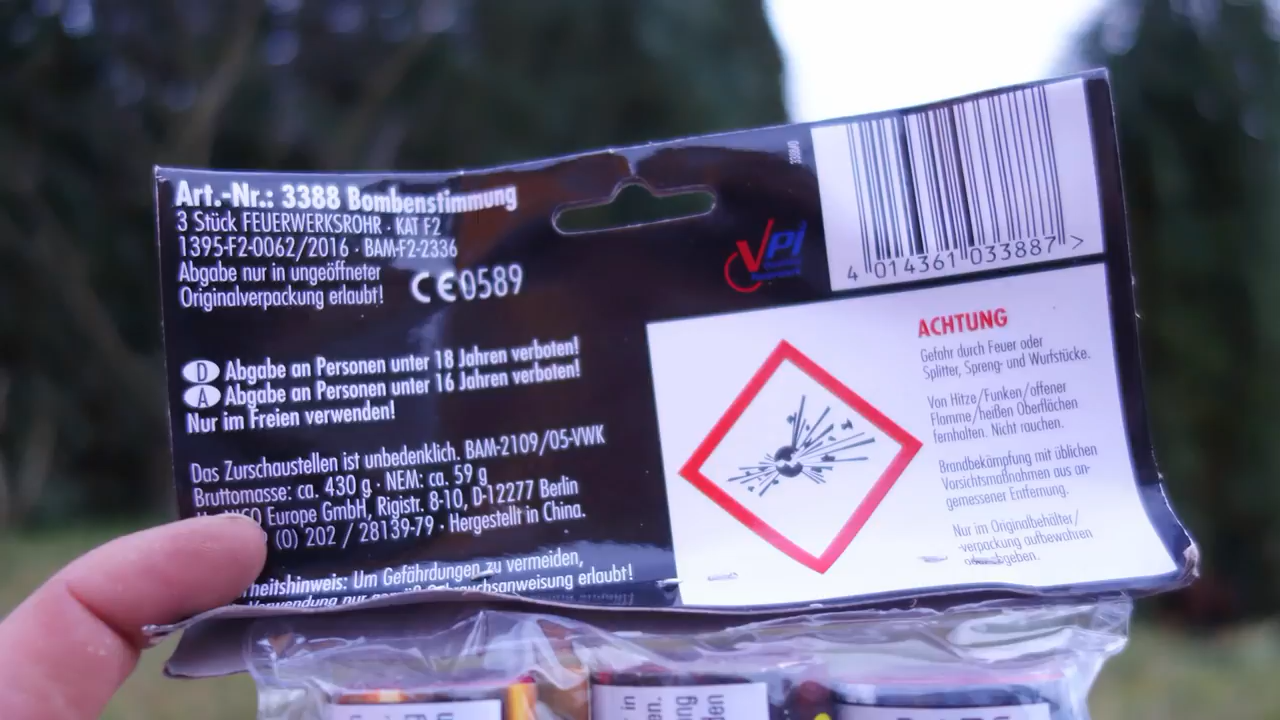 Art.-Nr.: 3388 Bombenstimmung
3 Stück FEUERWERKSROHR · KAT F2
1395-F2-0062/2016 · BAM-F2-2336
Abgabe nur in ungeöffneter
Originalverpackung erlaubt!
CE0589
D Abgabe an Personen unter 18 Jahren verboten!
A Abgabe an Personen unter 16 Jahren verboten!
Nur im Freien verwenden!
Das Zurschaustellen ist unbedenklich. BAM-2109/05-VWK
Bruttomasse: ca. 430 g · NEM: ca. 59 g
Europe GmbH, Rigistr. 8-10, D-12277 Berlin
(0) 202 / 28139-79 · Hergestellt in China.
heitshinweis: Um Gefährdungen zu vermeiden,
Verwendung nur gemäß Gebrauchsanweisung erlaubt!
VPi
4 014361 033887 >
ACHTUNG
Gefahr durch Feuer oder
Splitter, Spreng- und Wurfstücke.
Von Hitze/Funken/offener
Flamme/heißen Oberflächen
fernhalten. Nicht rauchen.
Brandbekämpfung mit üblichen
Vorsichtsmaßnahmen aus an-
gemessener Entfernung.
Nur im Originalbehälter/
-verpackung aufbewahren